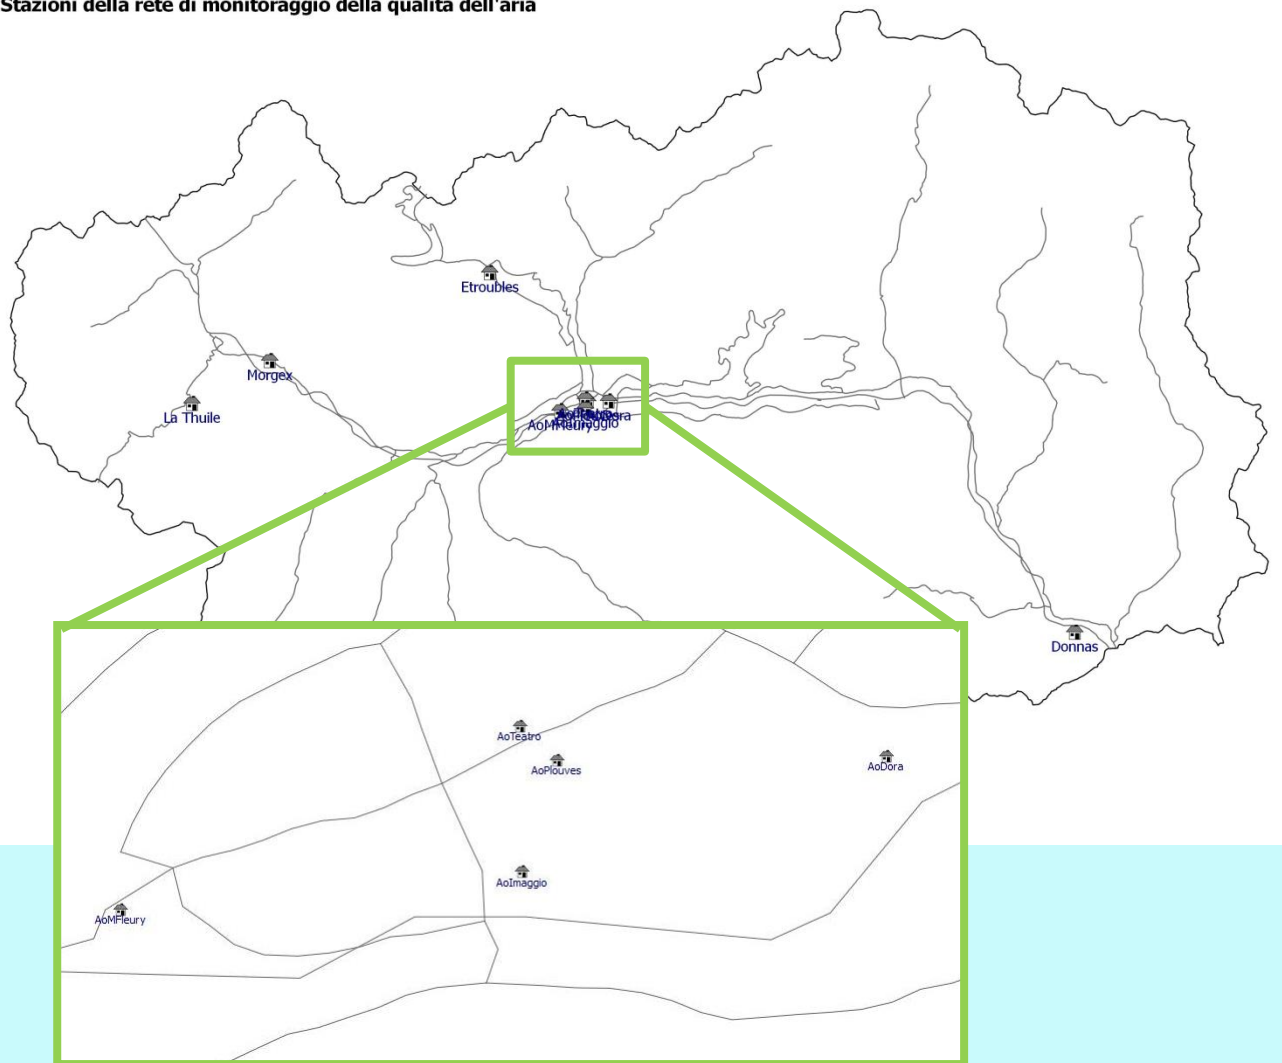 Stazioni della rete di monitoraggio della qualità dell'aria
Etroubles
Morgex
La Thuile
AoMFleury
Donnas
AoTeatro
AoPlouves
AoDora
AoImaggio
AoMFleury